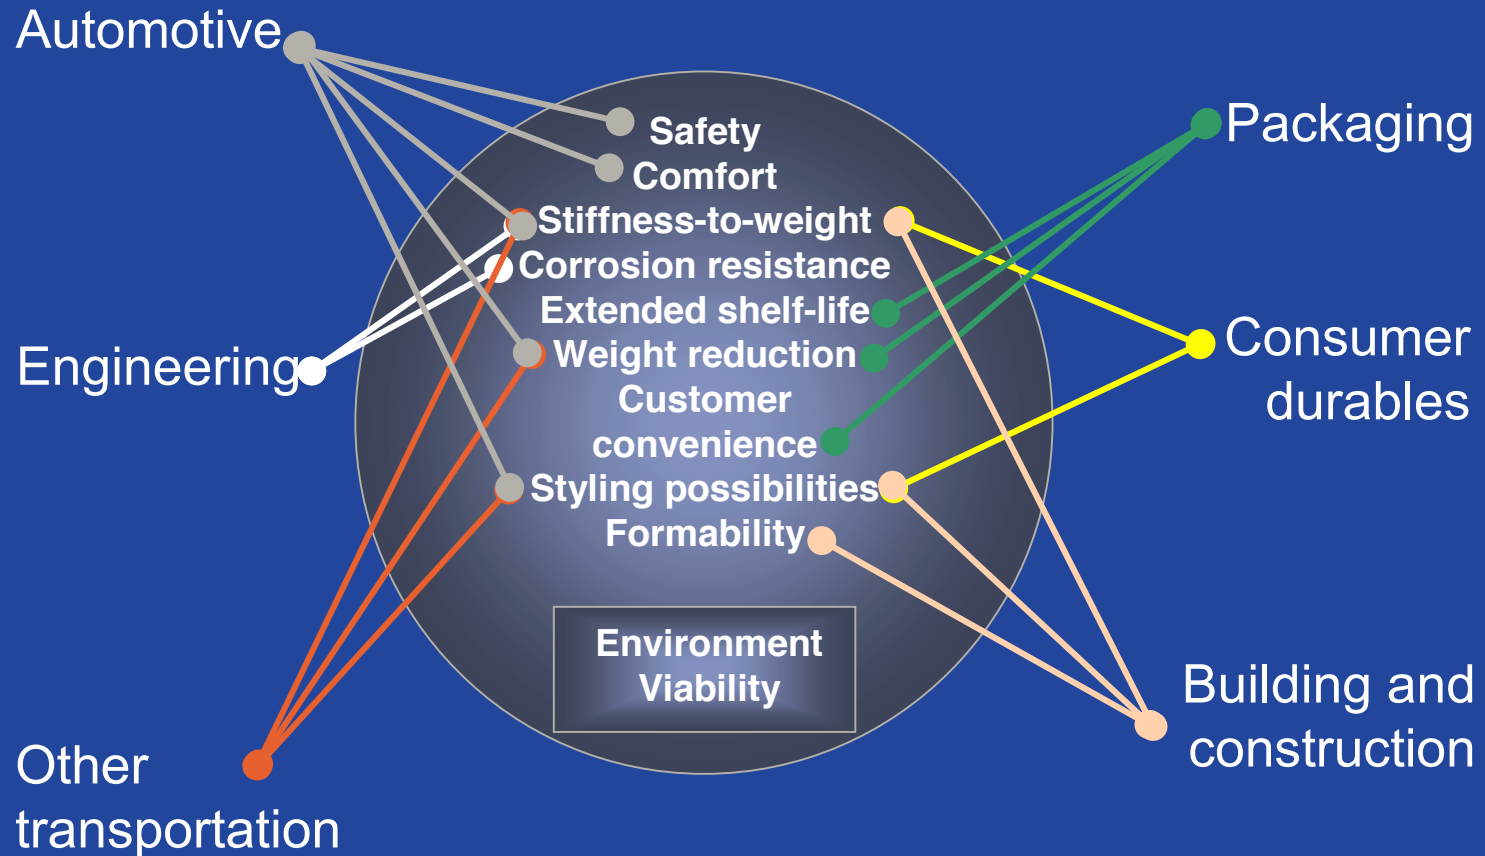 Automotive
Engineering
Other
transportation
Safety
Comfort
Stiffness-to-weight
Corrosion resistance
Extended shelf-life
Weight reduction
Customer
convenience
Styling possibilities
Formability
Environment
Viability
Packaging
Consumer
durables
Building and
construction